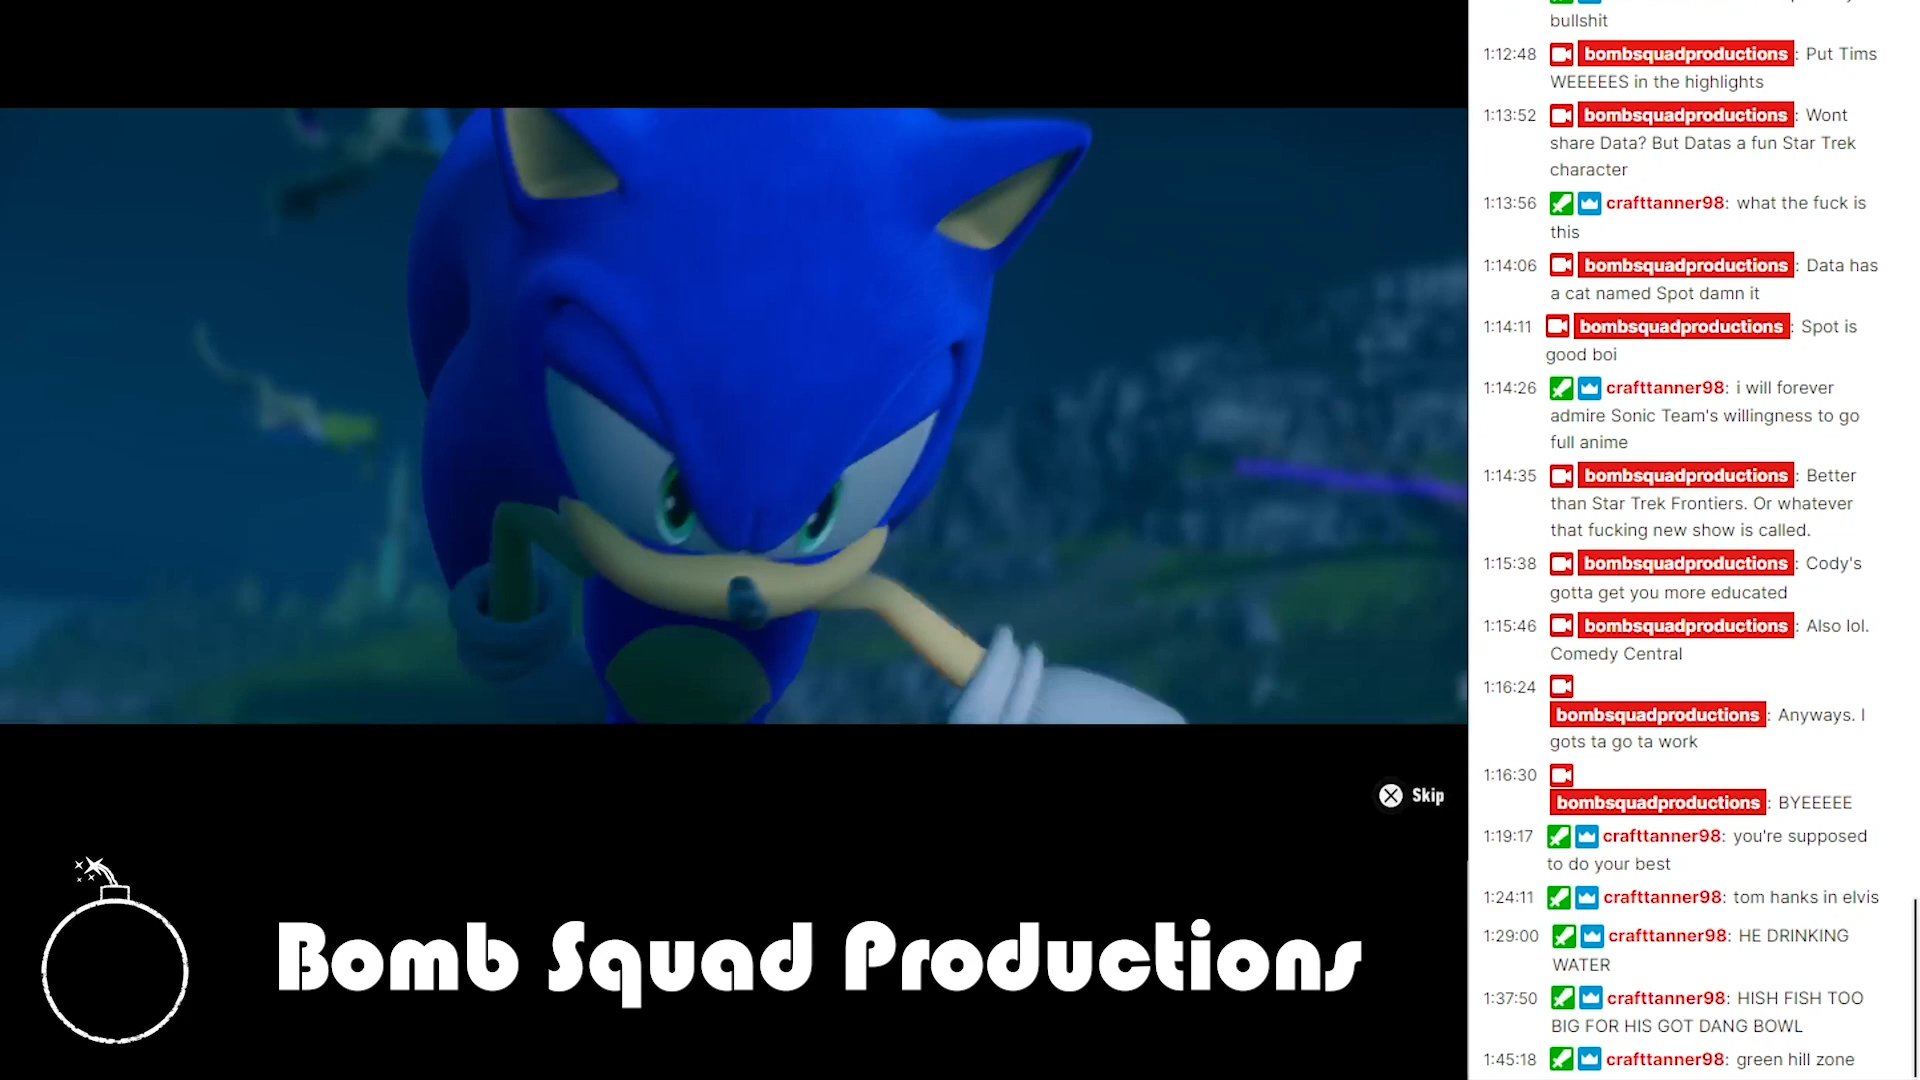 bullshit
1:12:48 bombsquadproductions: Put Tims
WEEEEES in the highlights
1:13:52 bombsquadproductions: Wont
share Data? But Datas a fun Star Trek
character
1:13:56 crafttanner98: what the fuck is
this
1:14:06 bombsquadproductions: Data has
a cat named Spot damn it
1:14:11 bombsquadproductions: Spot is
good boi
1:14:26 crafttanner98: i will forever
admire Sonic Team's willingness to go
full anime
1:14:35 bombsquadproductions: Better
than Star Trek Frontiers. Or whatever
that fucking new show is called.
1:15:38 bombsquadproductions: Cody's
gotta get you more educated
1:15:46 bombsquadproductions: Also lol.
Comedy Central
1:16:24
bombsquadproductions: Anyways. I
gots ta go ta work
1:16:30
bombsquadproductions: BYEEEEE
1:19:17 crafttanner98: you're supposed
to do your best
1:24:11 crafttanner98: tom hanks in elvis
1:29:00 crafttanner98: HE DRINKING
WATER
1:37:50 crafttanner98: HISH FISH TOO
BIG FOR HIS GOT DANG BOWL
1:45:18 crafttanner98: green hill zone
Skip
Bomb Squad Productions